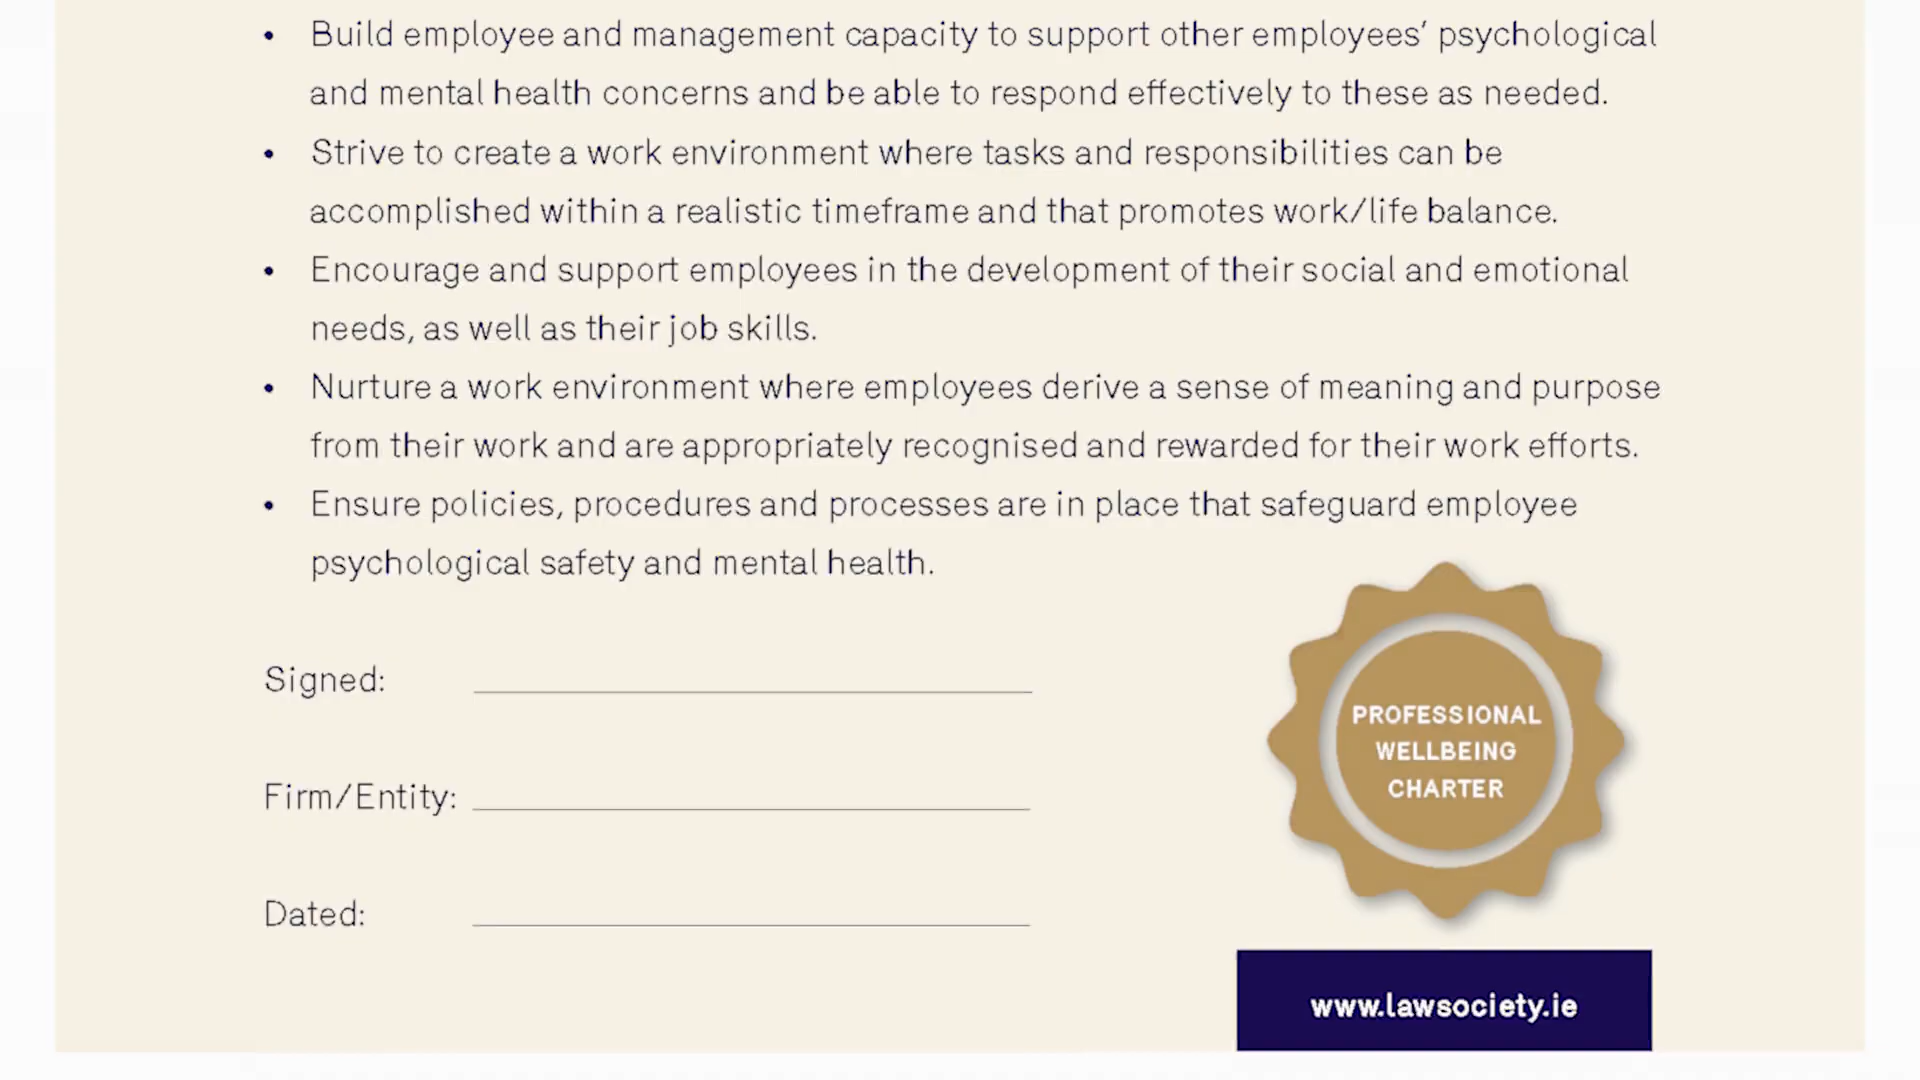 • Build employee and management capacity to support other employees’ psychological
and mental health concerns and be able to respond effectively to these as needed.
• Strive to create a work environment where tasks and responsibilities can be
accomplished within a realistic timeframe and that promotes work/life balance.
• Encourage and support employees in the development of their social and emotional
needs, as well as their job skills.
• Nurture a work environment where employees derive a sense of meaning and purpose
from their work and are appropriately recognised and rewarded for their work efforts.
• Ensure policies, procedures and processes are in place that safeguard employee
psychological safety and mental health.
Signed:
Firm/Entity:
Dated:
PROFESSIONAL
WELLBEING
CHARTER
www.lawsociety.ie